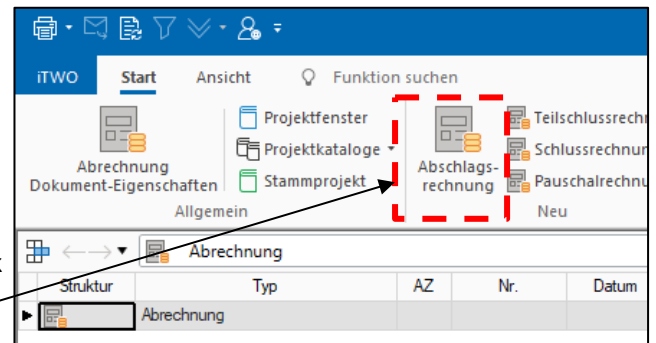 iTWO Start Ansicht Funktion suchen
Projektfenster
Projektkataloge
Stammprojekt
Abrechnung
Dokument-Eigenschaften
Allgemein
Abschlags-
rechnung
Neu
Abrechnung
Struktur Typ AZ Nr. Datum
Abrechnung